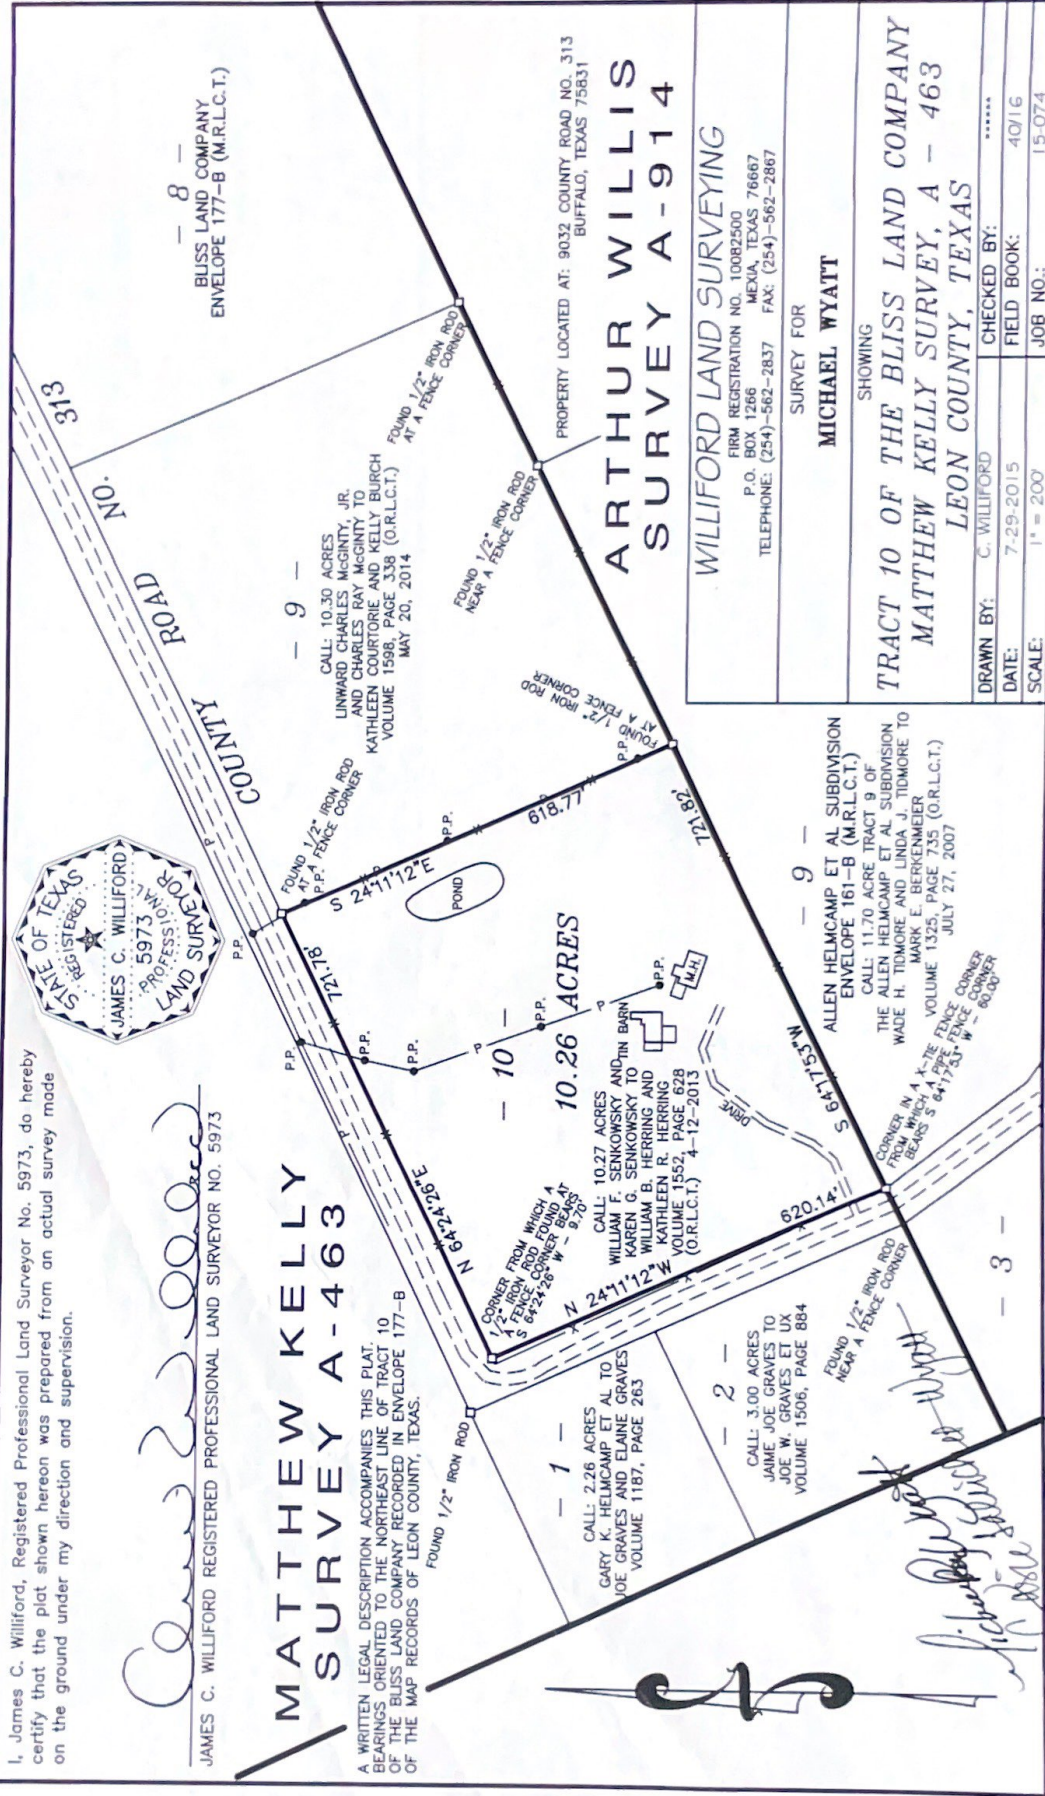 I, James C. Williford, Registered Professional Land Surveyor No. 5973, do hereby
certify that the plat shown hereon was prepared from an actual survey made
on the ground under my direction and supervision.
JAMES C. WILLIFORD REGISTERED PROFESSIONAL LAND SURVEYOR NO. 5973
STATE OF TEXAS
REGISTERED
JAMES C. WILLIFORD
5973
PROFESSIONAL
LAND SURVEYOR
MATTHEW KELLY
SURVEY A-463
A WRITTEN LEGAL DESCRIPTION ACCOMPANIES THIS PLAT.
BEARINGS ORIENTED TO THE NORTHEAST LINE OF TRACT 10
OF THE BLISS LAND COMPANY RECORDED IN ENVELOPE 177-B
OF THE MAP RECORDS OF LEON COUNTY, TEXAS.
COUNTY ROAD NO. 313
- 8 -
BLISS LAND COMPANY
ENVELOPE 177-B (M.R.L.C.T.)
- 9 -
CALL: 10.30 ACRES
LINWARD CHARLES McGINTY, JR.
AND CHARLES RAY McGINTY TO
KATHLEEN COURTORIE AND KELLY BURCH
VOLUME 1598, PAGE 338 (O.R.L.C.T.)
MAY 20, 2014
FOUND 1/2" IRON ROD
AT A FENCE CORNER
FOUND 1/2" IRON ROD
NEAR A FENCE CORNER
FOUND 1/2" IRON ROD
AT A FENCE CORNER
FOUND 1/2" IRON ROD
AT A FENCE CORNER
PROPERTY LOCATED AT: 9032 COUNTY ROAD NO. 313
BUFFALO, TEXAS 75831
ARTHUR WILLIS
SURVEY A-914
P
P.P.
P.P.
P
P.P.
P.P.
P.P.
P
P.P.
P
P.P.
P
P.P.
P.P.
N 64°24'26"E
721.78'
S 24°11'12"E
618.77'
S 64°17'53"W
721.82'
N 24°11'12"W
620.14'
POND
- 10 -
10.26 ACRES
TIN BARN
M.H.
DRIVE
CALL: 10.27 ACRES
WILLIAM F. SENKOWSKY AND
KAREN G. SENKOWSKY TO
WILLIAM B. HERRING AND
KATHLEEN R. HERRING
VOLUME 1552, PAGE 628
(O.R.L.C.T.) 4-12-2013
CORNER FROM WHICH A
1/2" IRON ROD FOUND AT
A FENCE CORNER BEARS
S 64°24'26" W - 9.70'
FOUND 1/2" IRON ROD
- 1 -
CALL: 2.26 ACRES
GARY K. HELMCAMP ET AL TO
JOE GRAVES AND ELAINE GRAVES
VOLUME 1187, PAGE 263
- 2 -
CALL: 3.00 ACRES
JAIME JOE GRAVES TO
JOE W. GRAVES ET UX
VOLUME 1506, PAGE 884
FOUND 1/2" IRON ROD
NEAR A FENCE CORNER
- 3 -
CORNER IN A X-TIE FENCE CORNER
FROM WHICH A PIPE FENCE CORNER
BEARS S 64°17'53" W - 60.00'
- 9 -
ALLEN HELMCAMP ET AL SUBDIVISION
ENVELOPE 161-B (M.R.L.C.T.)
CALL: 11.70 ACRE TRACT 9 OF
THE ALLEN HELMCAMP ET AL SUBDIVISION
WADE H. TIDMORE AND LINDA J. TIDMORE TO
MARK E. BERKENMEIER
VOLUME 1325, PAGE 735 (O.R.L.C.T.)
JULY 27, 2007
WILLIFORD LAND SURVEYING
FIRM REGISTRATION NO. 10082500
P.O. BOX 1266 MEXIA, TEXAS 76667
TELEPHONE: (254)-562-2837 FAX: (254)-562-2867
SURVEY FOR
MICHAEL WYATT
SHOWING
TRACT 10 OF THE BLISS LAND COMPANY
MATTHEW KELLY SURVEY, A - 463
LEON COUNTY, TEXAS
DRAWN BY: C. WILLIFORD CHECKED BY: ******
DATE: 7-29-2015 FIELD BOOK: 40/16
SCALE: 1" = 200' JOB NO.: 15-074